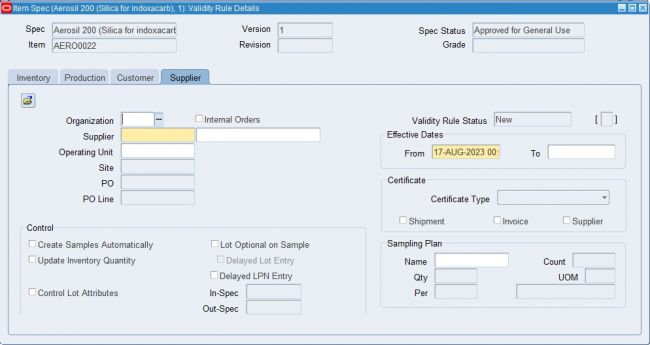 Item Spec (Aerosil 200 (Silica for indoxacarb), 1): Validity Rule Details
Spec Aerosil 200 (Silica for indoxacarb Version 1 Spec Status Approved for General Use
Item AERO0022 Revision Grade
Inventory Production Customer Supplier
Organization Internal Orders Validity Rule Status New [ ]
Supplier Effective Dates
Operating Unit From 17-AUG-2023 00: To
Site
PO Certificate
PO Line Certificate Type
Shipment Invoice Supplier
Control
Create Samples Automatically Lot Optional on Sample Sampling Plan
Update Inventory Quantity Delayed Lot Entry Name Count
Delayed LPN Entry Qty UOM
Control Lot Attributes In-Spec Per
Out-Spec